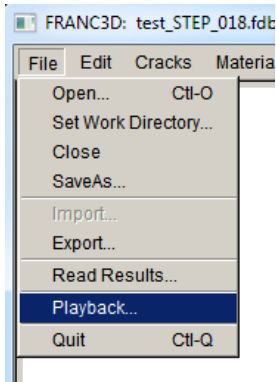 FRANC3D: test_STEP_018.fdb
File Edit Cracks Materia
Open... Ctl-O
Set Work Directory...
Close
SaveAs...
Import...
Export...
Read Results...
Playback...
Quit Ctl-Q